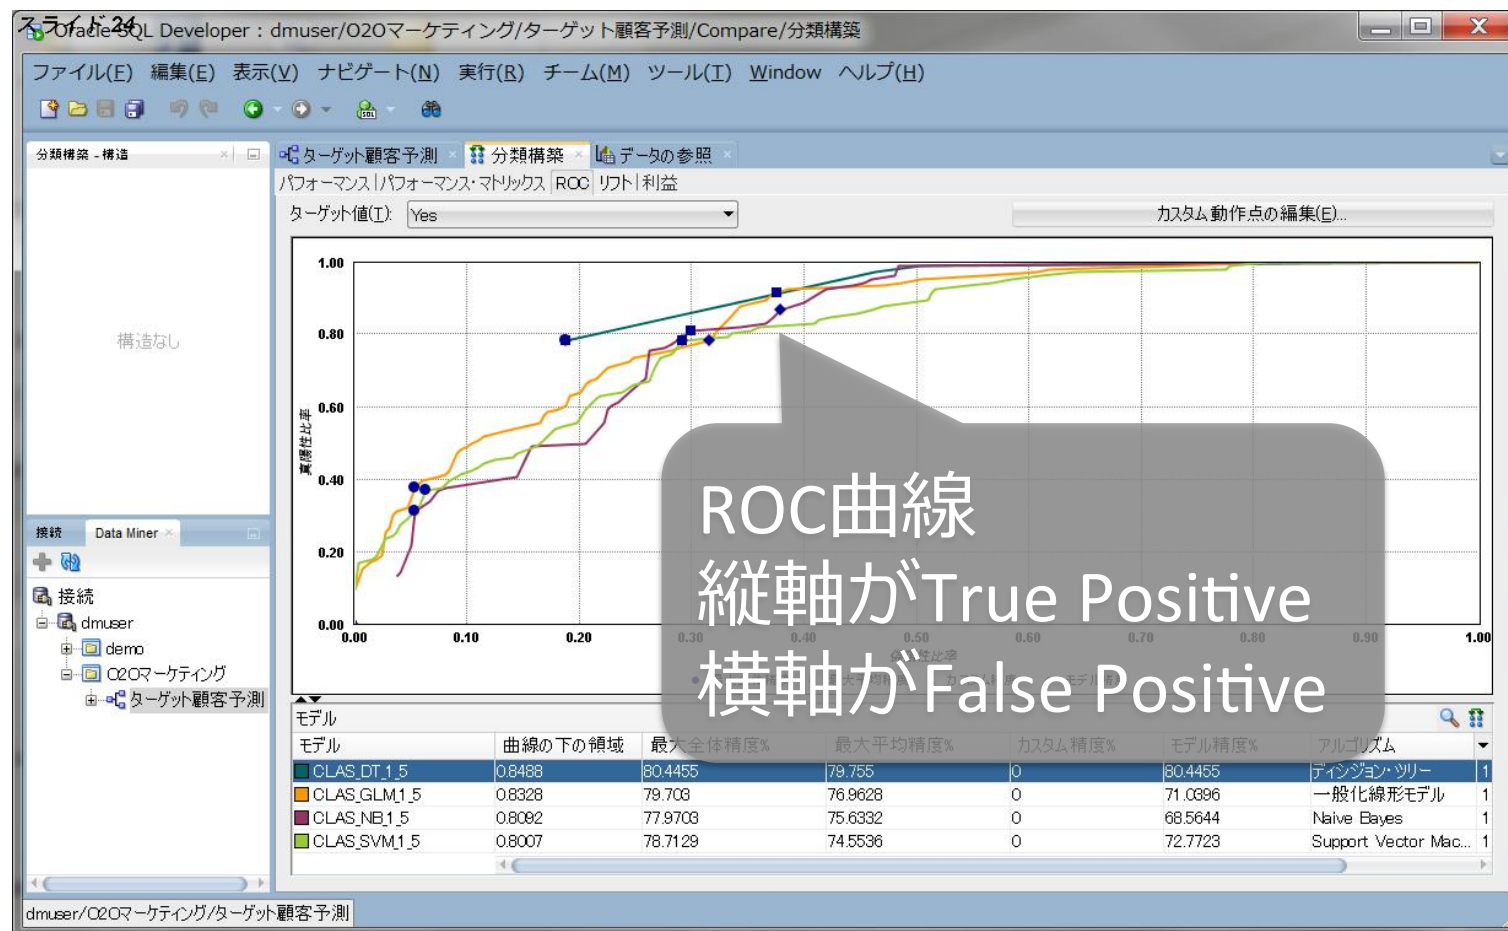 スライド 24
Oracle SQL Developer : dmuser/O2Oマーケティング/ターゲット顧客予測/Compare/分類構築
ファイル(F) 編集(E) 表示(V) ナビゲート(N) 実行(R) チーム(M) ツール(T) Window ヘルプ(H)
分類構築 - 構造
ターゲット顧客予測 分類構築 データの参照
パフォーマンス パフォーマンス・マトリックス ROC リフト 利益
ターゲット値(T): Yes カスタム動作点の編集(E)...
構造なし
1.00
0.80
0.60
0.40
0.20
0.00
真陽性比率
0.00 0.10 0.20 0.30 0.40 0.50 0.60 0.70 0.80 0.90 1.00
ROC曲線
縦軸がTrue Positive
横軸がFalse Positive
接続 Data Miner
接続
dmuser
demo
O2Oマーケティング
ターゲット顧客予測
モデル
モデル 曲線の下の領域 最大全体精度% 最大平均精度% カスタム精度% モデル精度% アルゴリズム
CLAS_DT_1_5 0.8488 80.4455 79.755 0 80.4455 ディシジョン・ツリー 1
CLAS_GLM_1_5 0.8328 79.703 76.9628 0 71.0396 一般化線形モデル 1
CLAS_NB_1_5 0.8092 77.9703 75.6332 0 68.5644 Naive Bayes 1
CLAS_SVM_1_5 0.8007 78.7129 74.5536 0 72.7723 Support Vector Mac... 1
dmuser/O2Oマーケティング/ターゲット顧客予測